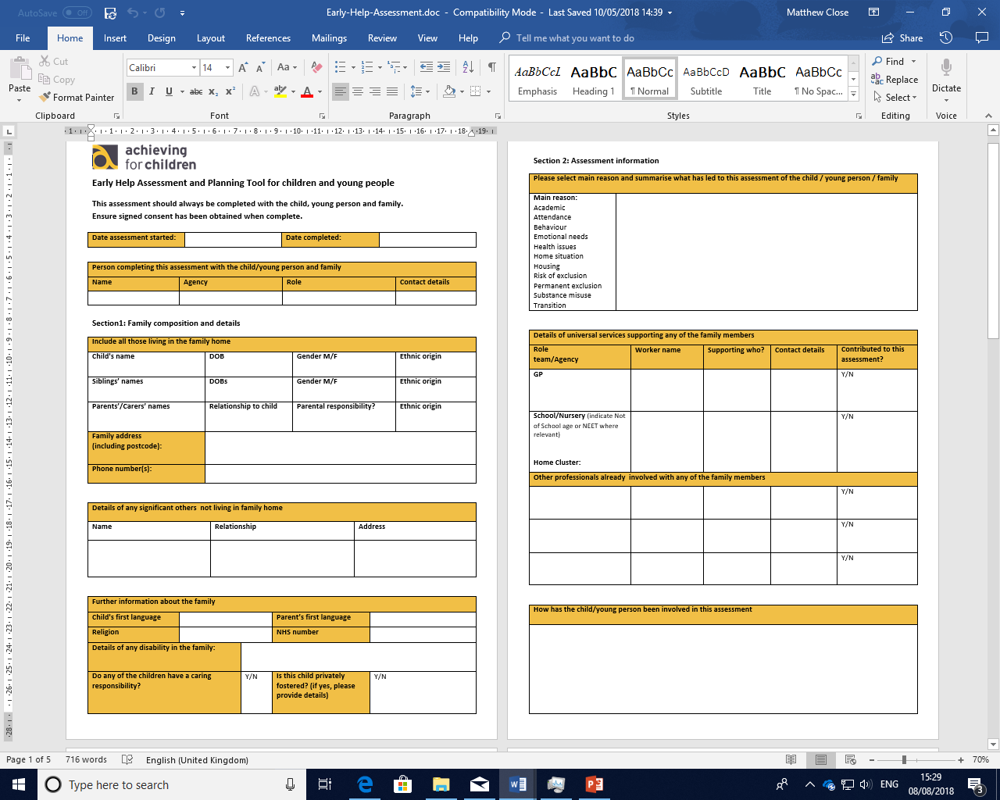 AutoSave Off
Early-Help-Assessment.doc - Compatibility Mode - Last Saved 10/05/2018 14:39
Matthew Close
File Home Insert Design Layout References Mailings Review View Help Tell me what you want to do Share
Cut
Copy
Format Painter
Paste
Clipboard
Calibri 14
Font
Paragraph
AaBbCcI AaBbC AaBbCc AaBbCcD AaBbC AaBbCc
Emphasis Heading 1 ¶ Normal Subtitle Title ¶ No Spac...
Styles
Find
Replace
Select
Editing
Dictate
Voice
achieving
for children
Early Help Assessment and Planning Tool for children and young people
This assessment should always be completed with the child, young person and family.
Ensure signed consent has been obtained when complete.
Date assessment started: Date completed:
Person completing this assessment with the child/young person and family
Name Agency Role Contact details
Section1: Family composition and details
Include all those living in the family home
Child's name DOB Gender M/F Ethnic origin
Siblings' names DOBs Gender M/F Ethnic origin
Parents'/Carers' names Relationship to child Parental responsibility? Ethnic origin
Family address
(including postcode):
Phone number(s):
Details of any significant others not living in family home
Name Relationship Address
Further information about the family
Child's first language Parent's first language
Religion NHS number
Details of any disability in the family:
Do any of the children have a caring responsibility? Y/N
Is this child privately fostered? (if yes, please provide details) Y/N
Section 2: Assessment information
Please select main reason and summarise what has led to this assessment of the child / young person / family
Main reason:
Academic
Attendance
Behaviour
Emotional needs
Health issues
Home situation
Housing
Risk of exclusion
Permanent exclusion
Substance misuse
Transition
Details of universal services supporting any of the family members
Role team/Agency Worker name Supporting who? Contact details Contributed to this assessment?
GP Y/N
School/Nursery (indicate Not of School age or NEET where relevant) Y/N
Home Cluster:
Other professionals already involved with any of the family members
Y/N
Y/N
Y/N
How has the child/young person been involved in this assessment
Page 1 of 5 716 words English (United Kingdom) 70%
Type here to search
ENG
15:29
08/08/2018
3